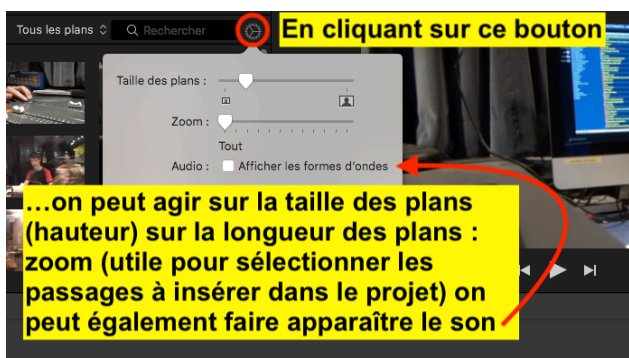 Tous les plans
Rechercher
En cliquant sur ce bouton
Taille des plans :
Zoom :
Tout
Audio :
Afficher les formes d'ondes
…on peut agir sur la taille des plans
(hauteur) sur la longueur des plans :
zoom (utile pour sélectionner les
passages à insérer dans le projet) on
peut également faire apparaître le son